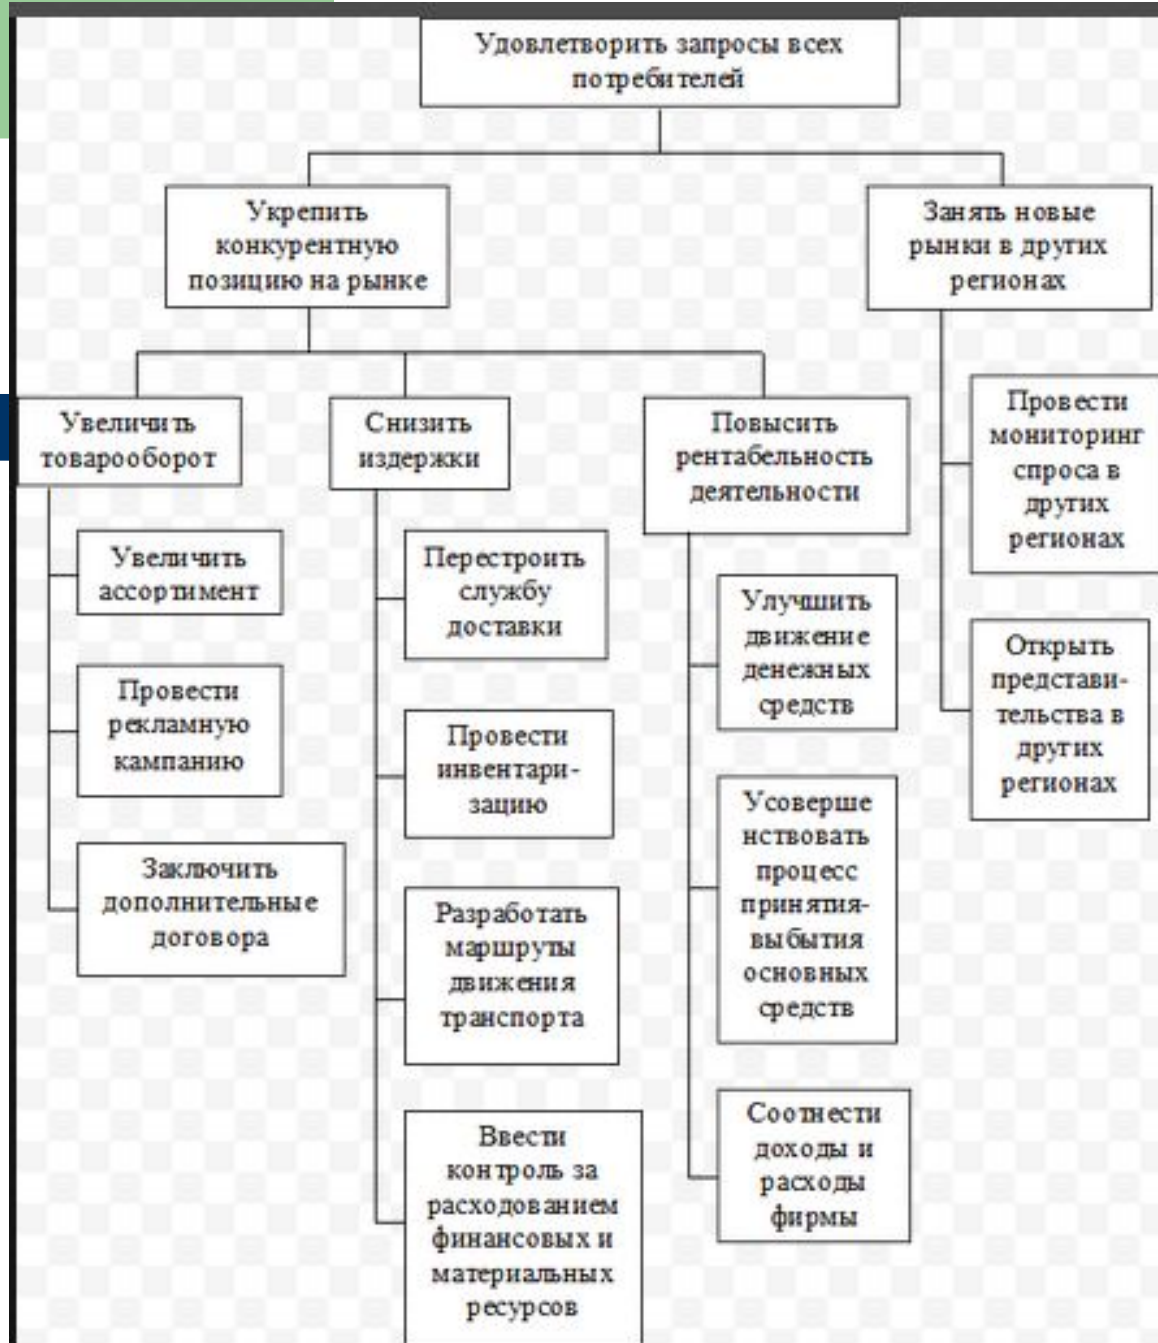 Удовлетворить запросы всех
потребителей
Укрепить
конкурентную
позицию на рынке
Занять новые
рынки в других
регионах
Увеличить
товарооборот
Снизить
издержки
Повысить
рентабельность
деятельности
Провести
мониторинг
спроса в
других
регионах
Увеличить
ассортимент
Перестроить
службу
доставки
Улучшить
движение
денежных
средств
Открыть
представи-
тельства в
других
регионах
Провести
рекламную
кампанию
Провести
инвентари-
зацию
Усоверше
нствовать
процесс
принятия-
выбытия
основных
средств
Заключить
дополнительные
договора
Разработать
маршруты
движения
транспорта
Соотнести
доходы и
расходы
фирмы
Ввести
контроль за
расходованием
финансовых и
материальных
ресурсов